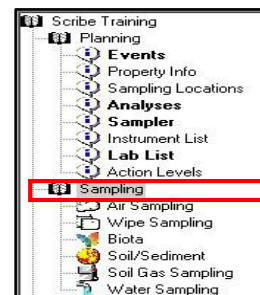 Scribe Training
Planning
Events
Property Info
Sampling Locations
Analyses
Sampler
Instrument List
Lab List
Action Levels
Sampling
Air Sampling
Wipe Sampling
Biota
Soil/Sediment
Soil Gas Sampling
Water Sampling